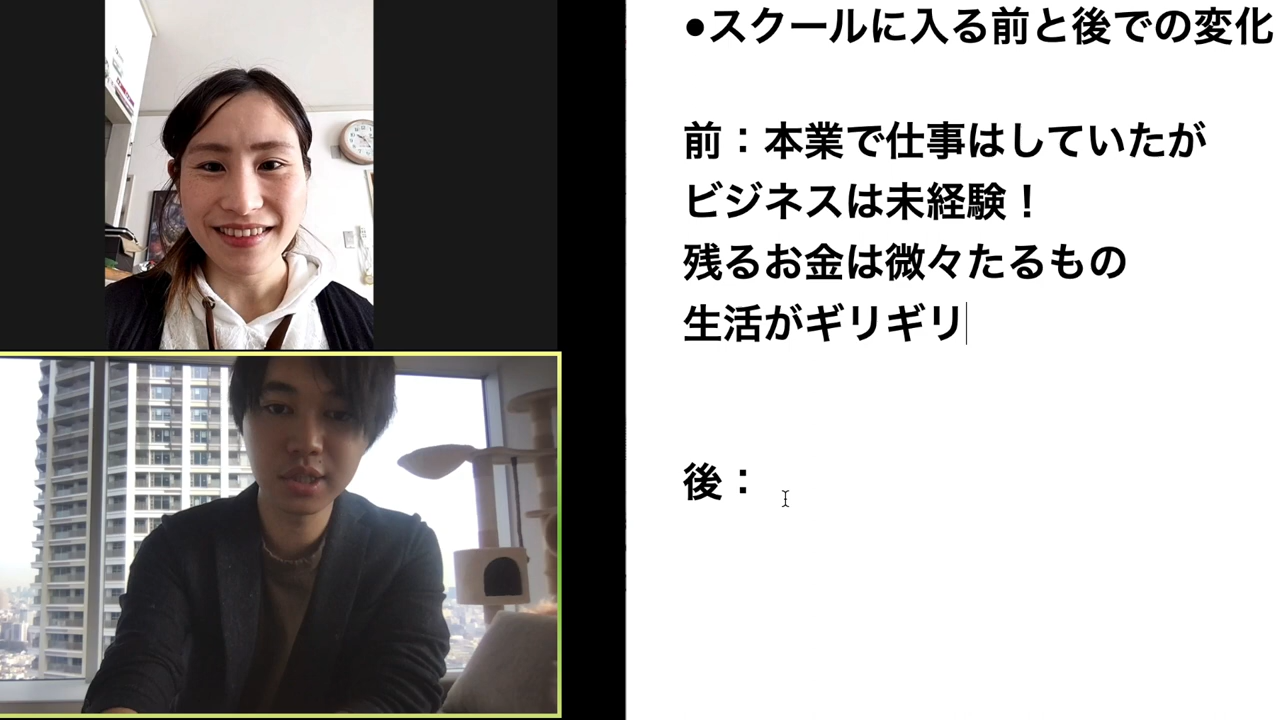 ●スクールに入る前と後での変化
前：本業で仕事はしていたが
ビジネスは未経験！
残るお金は微々たるもの
生活がギリギリ
後：